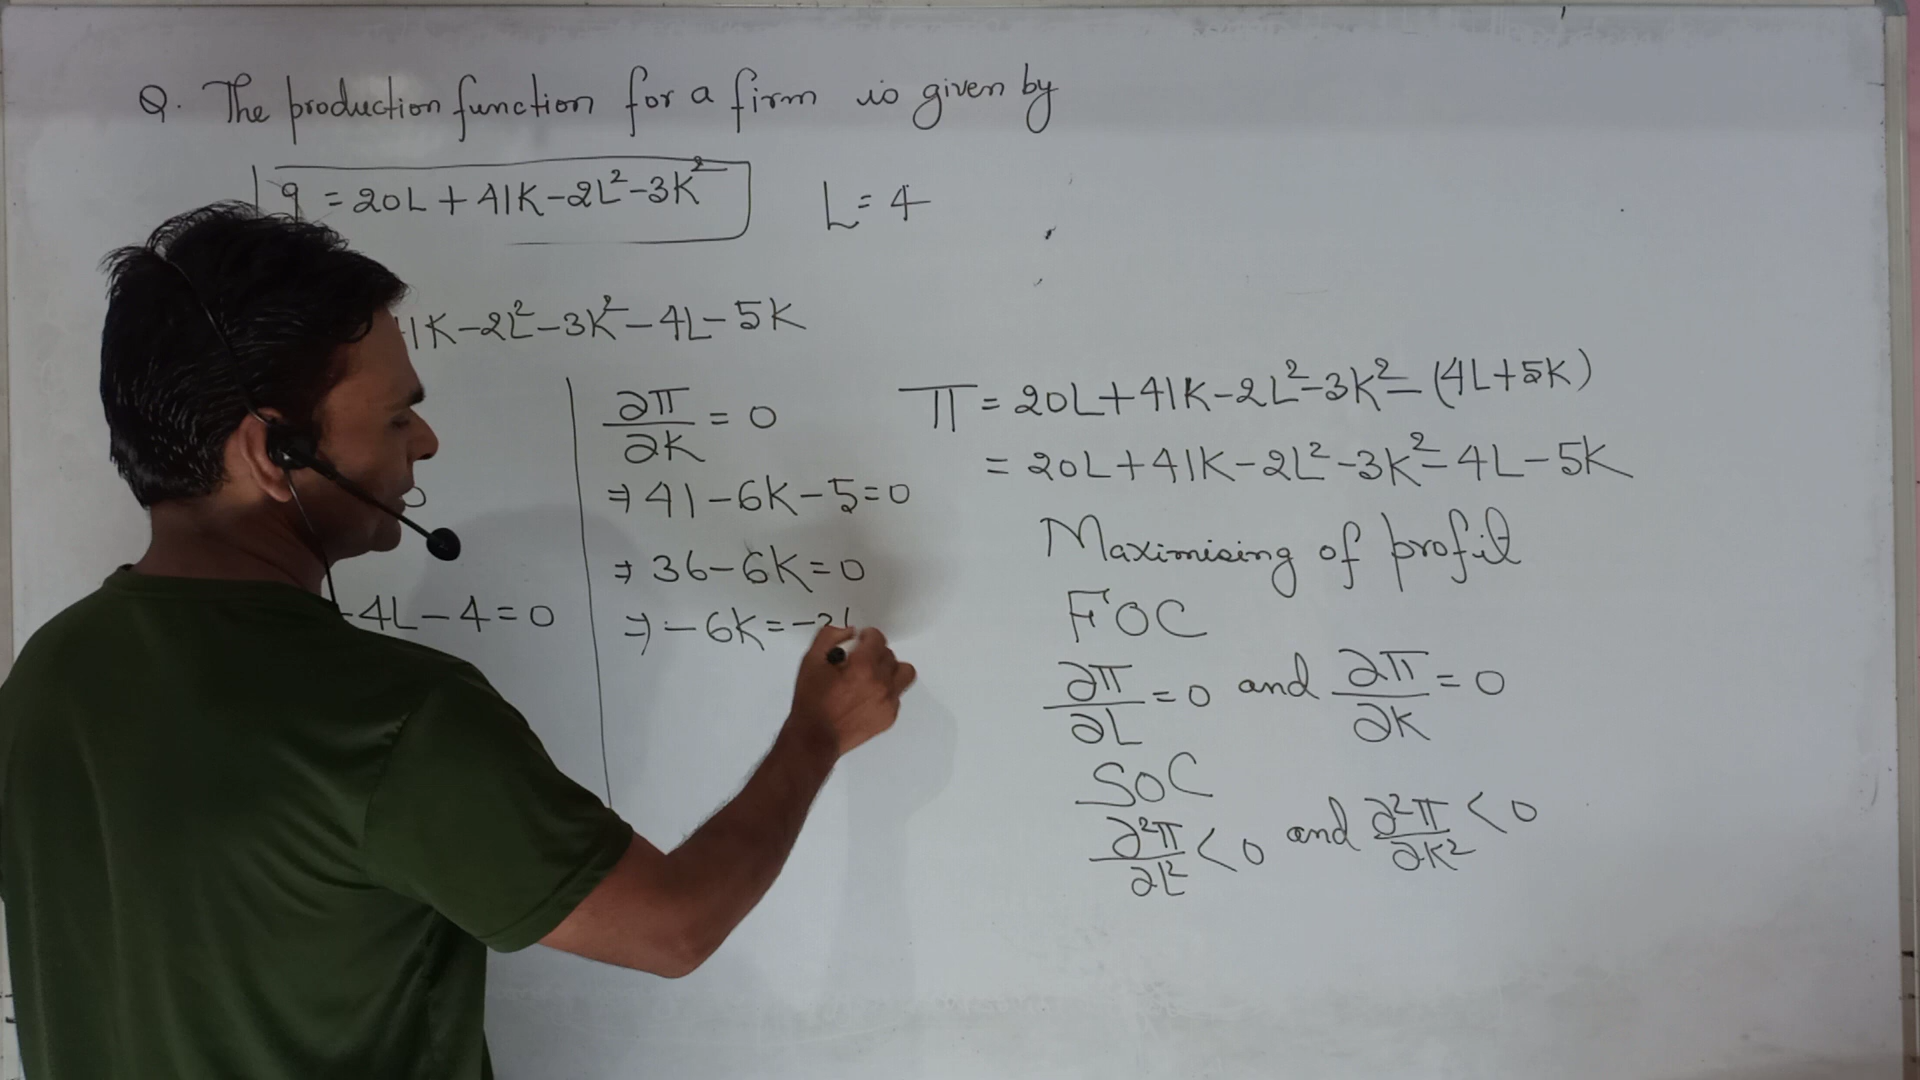 Q. The production function for a firm is given by
q = 20L + 41K - 2L² - 3K²
L = 4
1K - 2L² - 3K² - 4L - 5K
- 4L - 4 = 0
∂π/∂K = 0
⇒ 41 - 6K - 5 = 0
⇒ 36 - 6K = 0
⇒ - 6K = -3
π = 20L + 41K - 2L² - 3K² - (4L + 5K)
= 20L + 41K - 2L² - 3K² - 4L - 5K
Maximising of profit
FOC
∂π/∂L = 0 and ∂π/∂K = 0
SOC
∂²π/∂L² < 0 and ∂²π/∂K² < 0